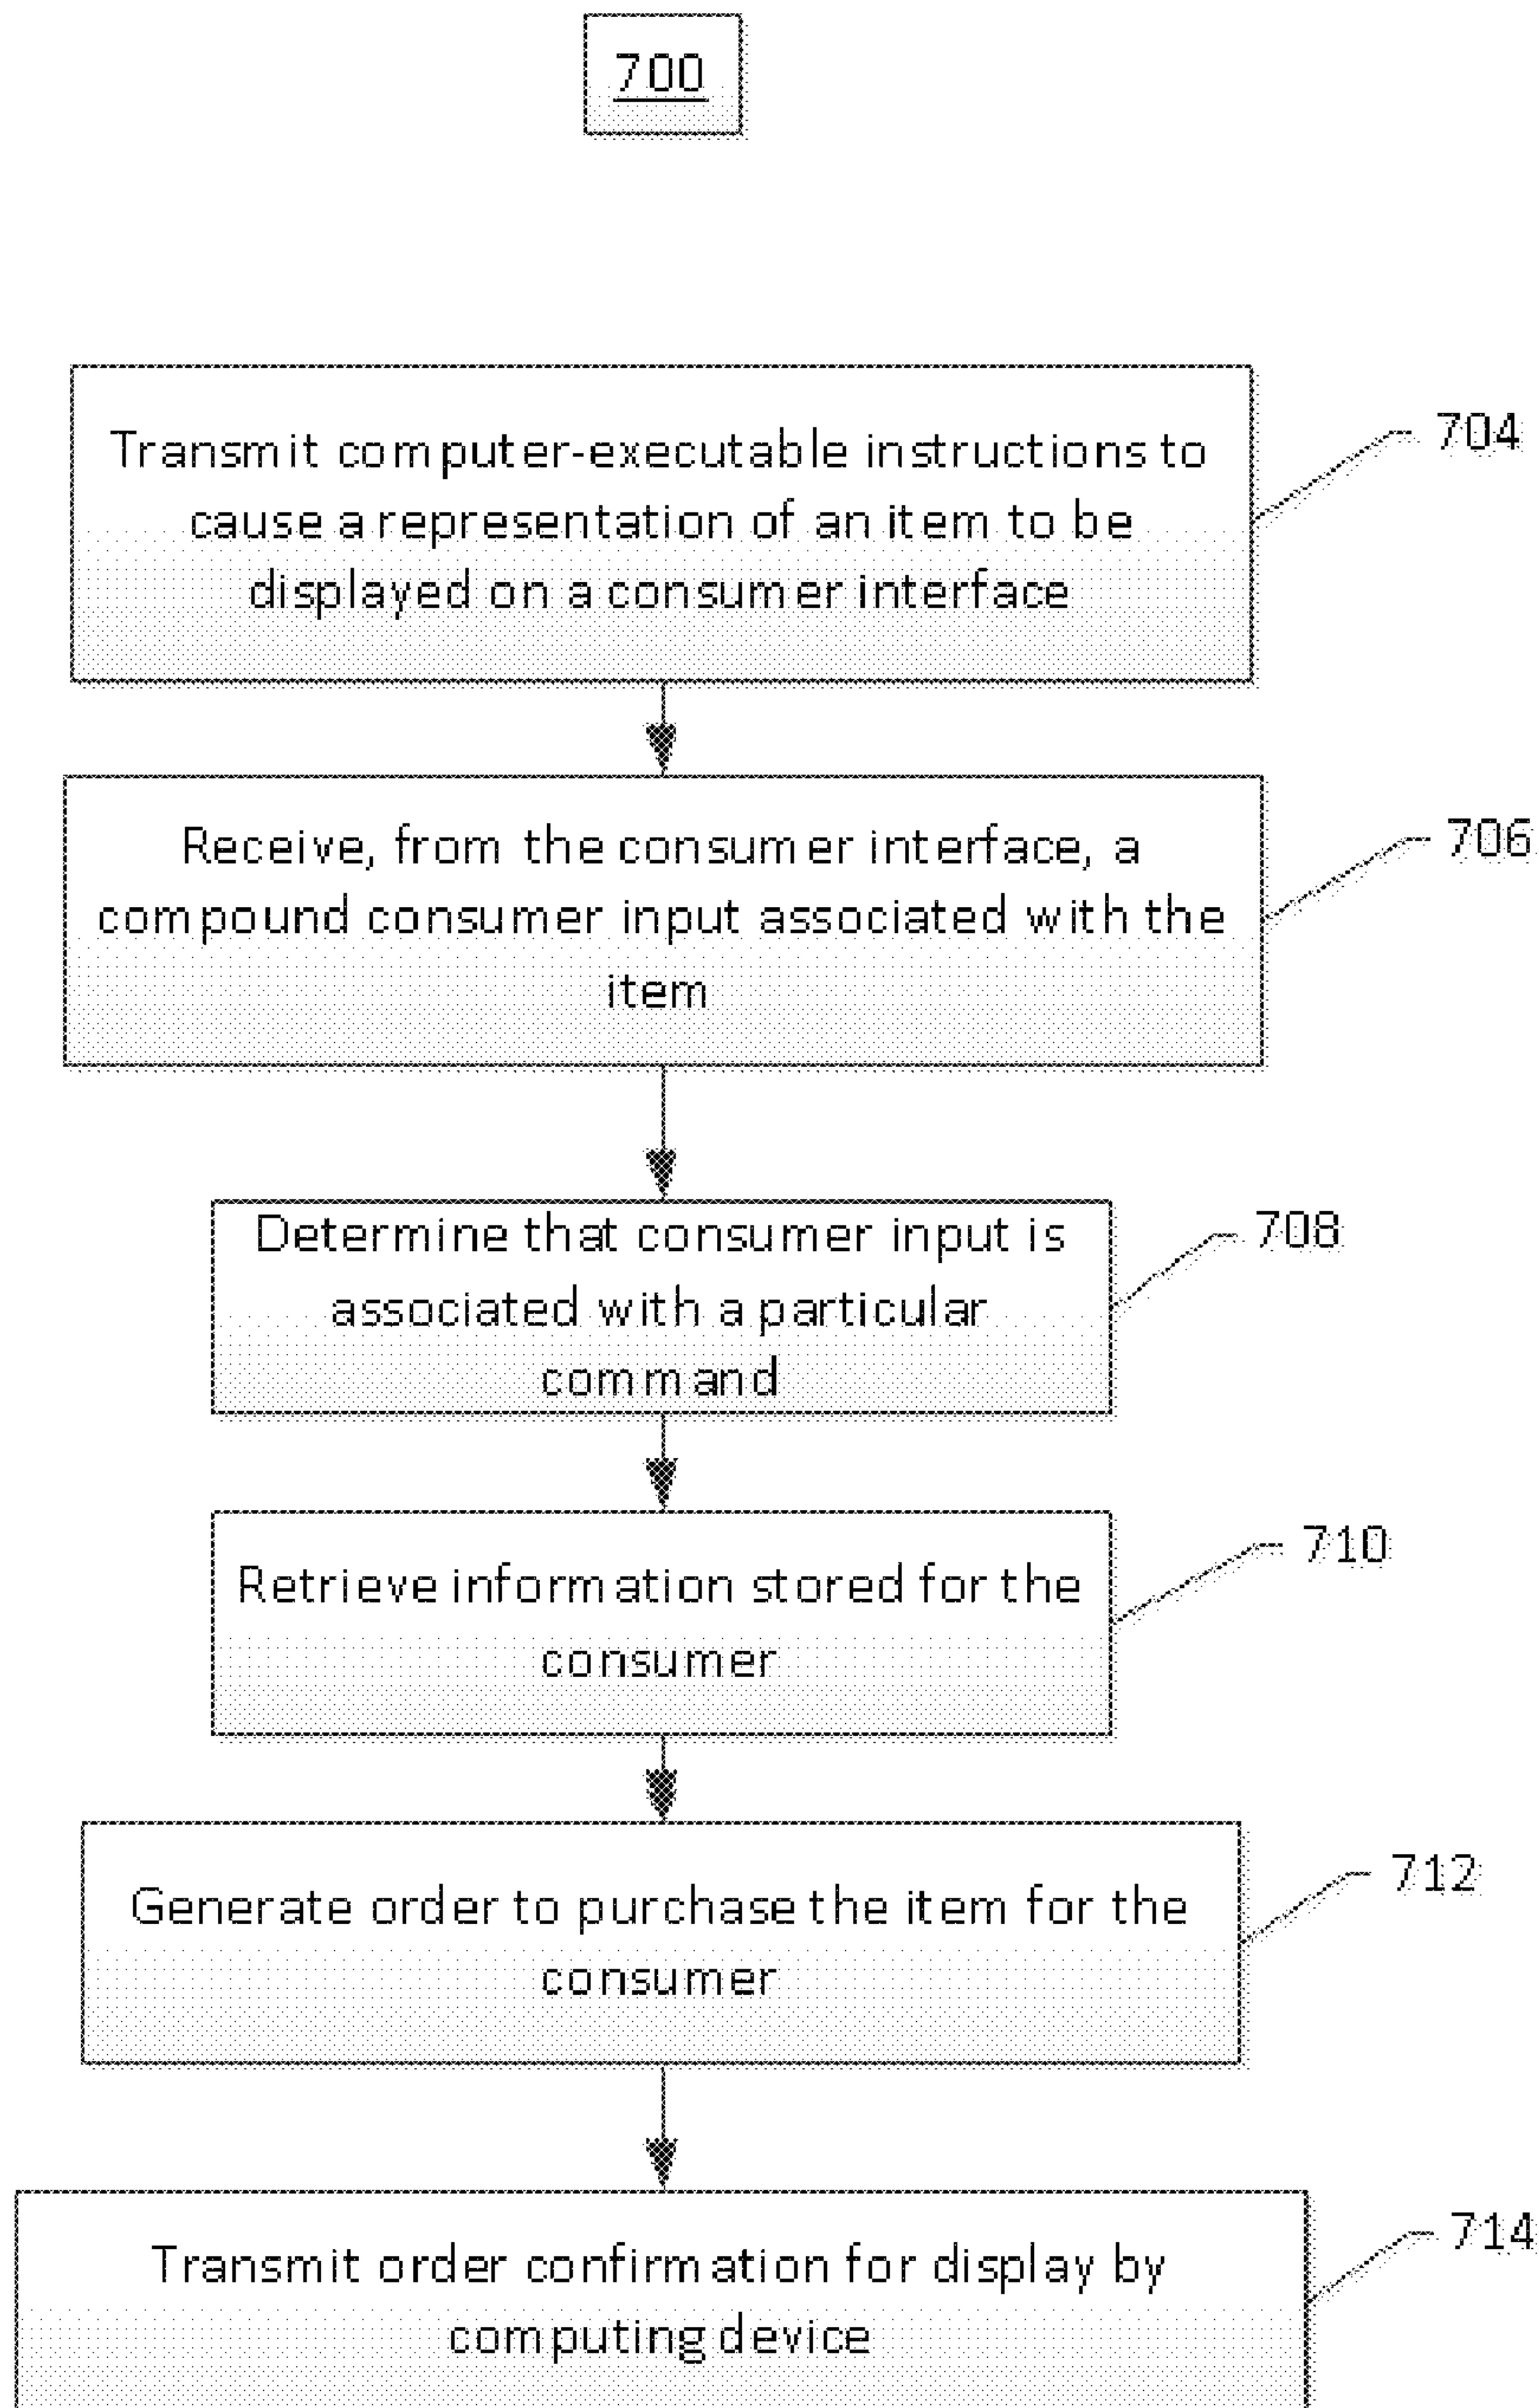 700
Transmit computer-executable instructions to
cause a representation of an item to be
displayed on a consumer interface
704
Receive, from the consumer interface, a
compound consumer input associated with the
item
706
Determine that consumer input is
associated with a particular
command
708
Retrieve information stored for the
consumer
710
Generate order to purchase the item for the
consumer
712
Transmit order confirmation for display by
computing device
714